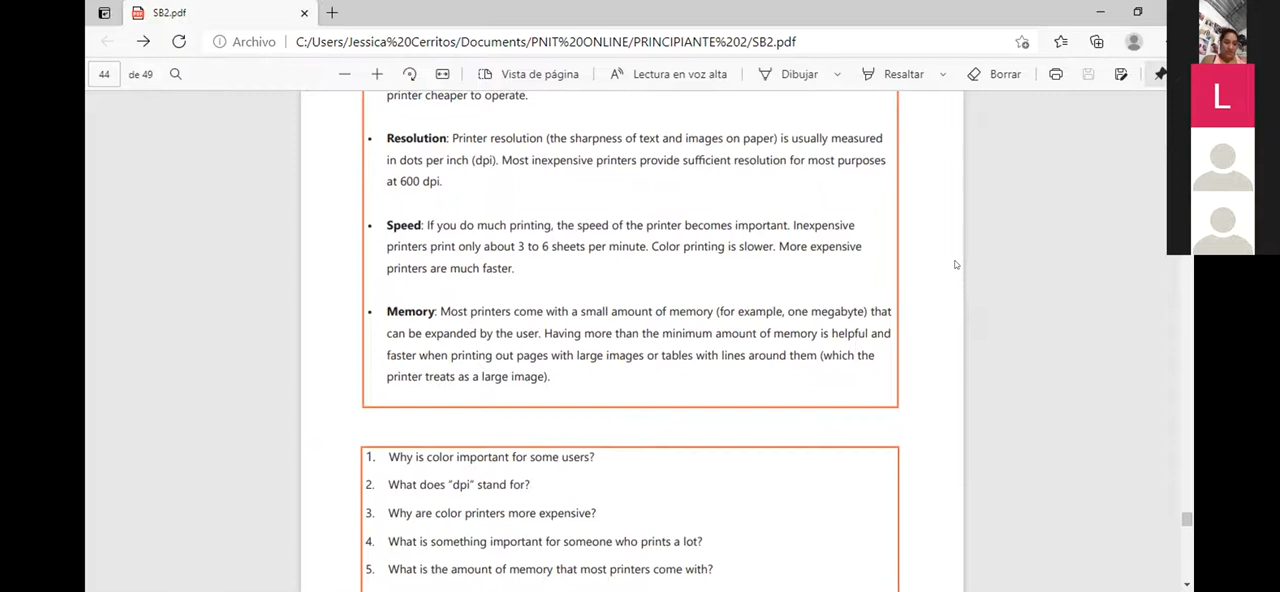 SB2.pdf
Archivo
C:/Users/Jessica%20Cerritos/Documents/PNIT%20ONLINE/PRINCIPIANTE%202/SB2.pdf
44
de 49
Vista de página
Lectura en voz alta
Dibujar
Resaltar
Borrar
L
printer cheaper to operate.
• Resolution: Printer resolution (the sharpness of text and images on paper) is usually measured
in dots per inch (dpi). Most inexpensive printers provide sufficient resolution for most purposes
at 600 dpi.
• Speed: If you do much printing, the speed of the printer becomes important. Inexpensive
printers print only about 3 to 6 sheets per minute. Color printing is slower. More expensive
printers are much faster.
• Memory: Most printers come with a small amount of memory (for example, one megabyte) that
can be expanded by the user. Having more than the minimum amount of memory is helpful and
faster when printing out pages with large images or tables with lines around them (which the
printer treats as a large image).
1. Why is color important for some users?
2. What does "dpi" stand for?
3. Why are color printers more expensive?
4. What is something important for someone who prints a lot?
5. What is the amount of memory that most printers come with?